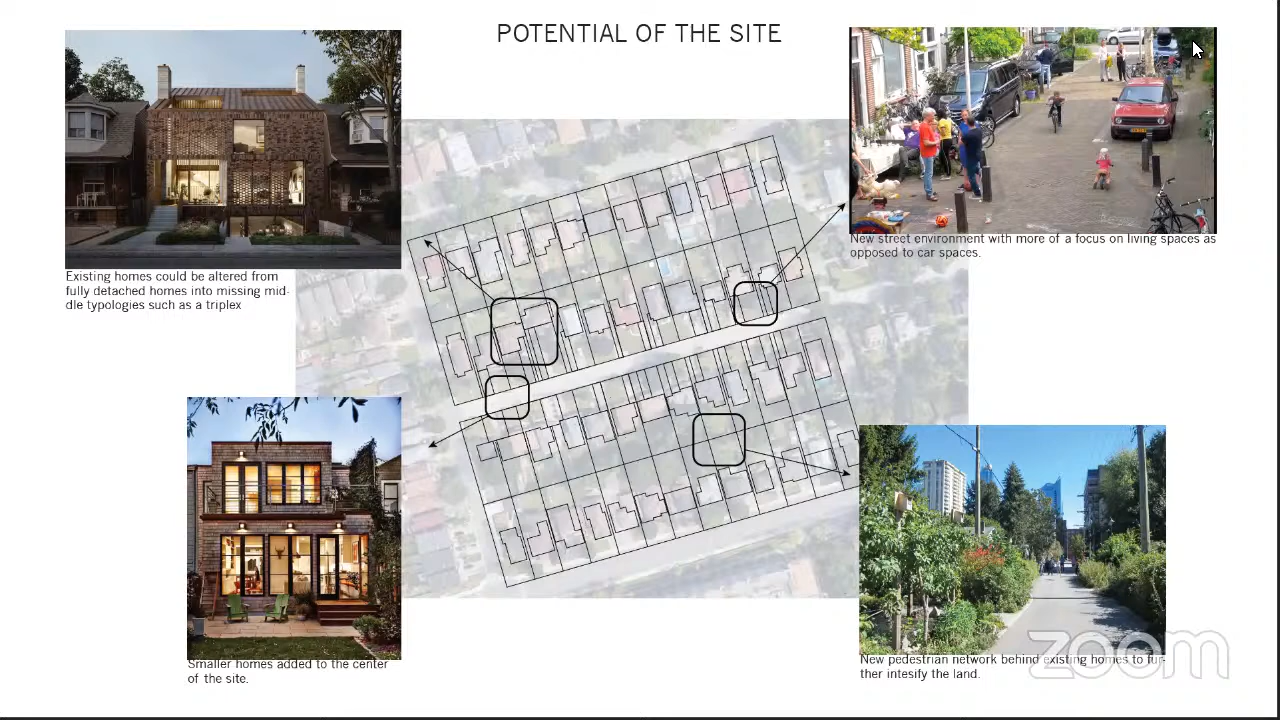 POTENTIAL OF THE SITE
Existing homes could be altered from
fully detached homes into missing mid-
dle typologies such as a triplex
New street environment with more of a focus on living spaces as
opposed to car spaces.
Smaller homes added to the center
of the site.
New pedestrian network behind existing homes to fur-
ther intesify the land.
zoom